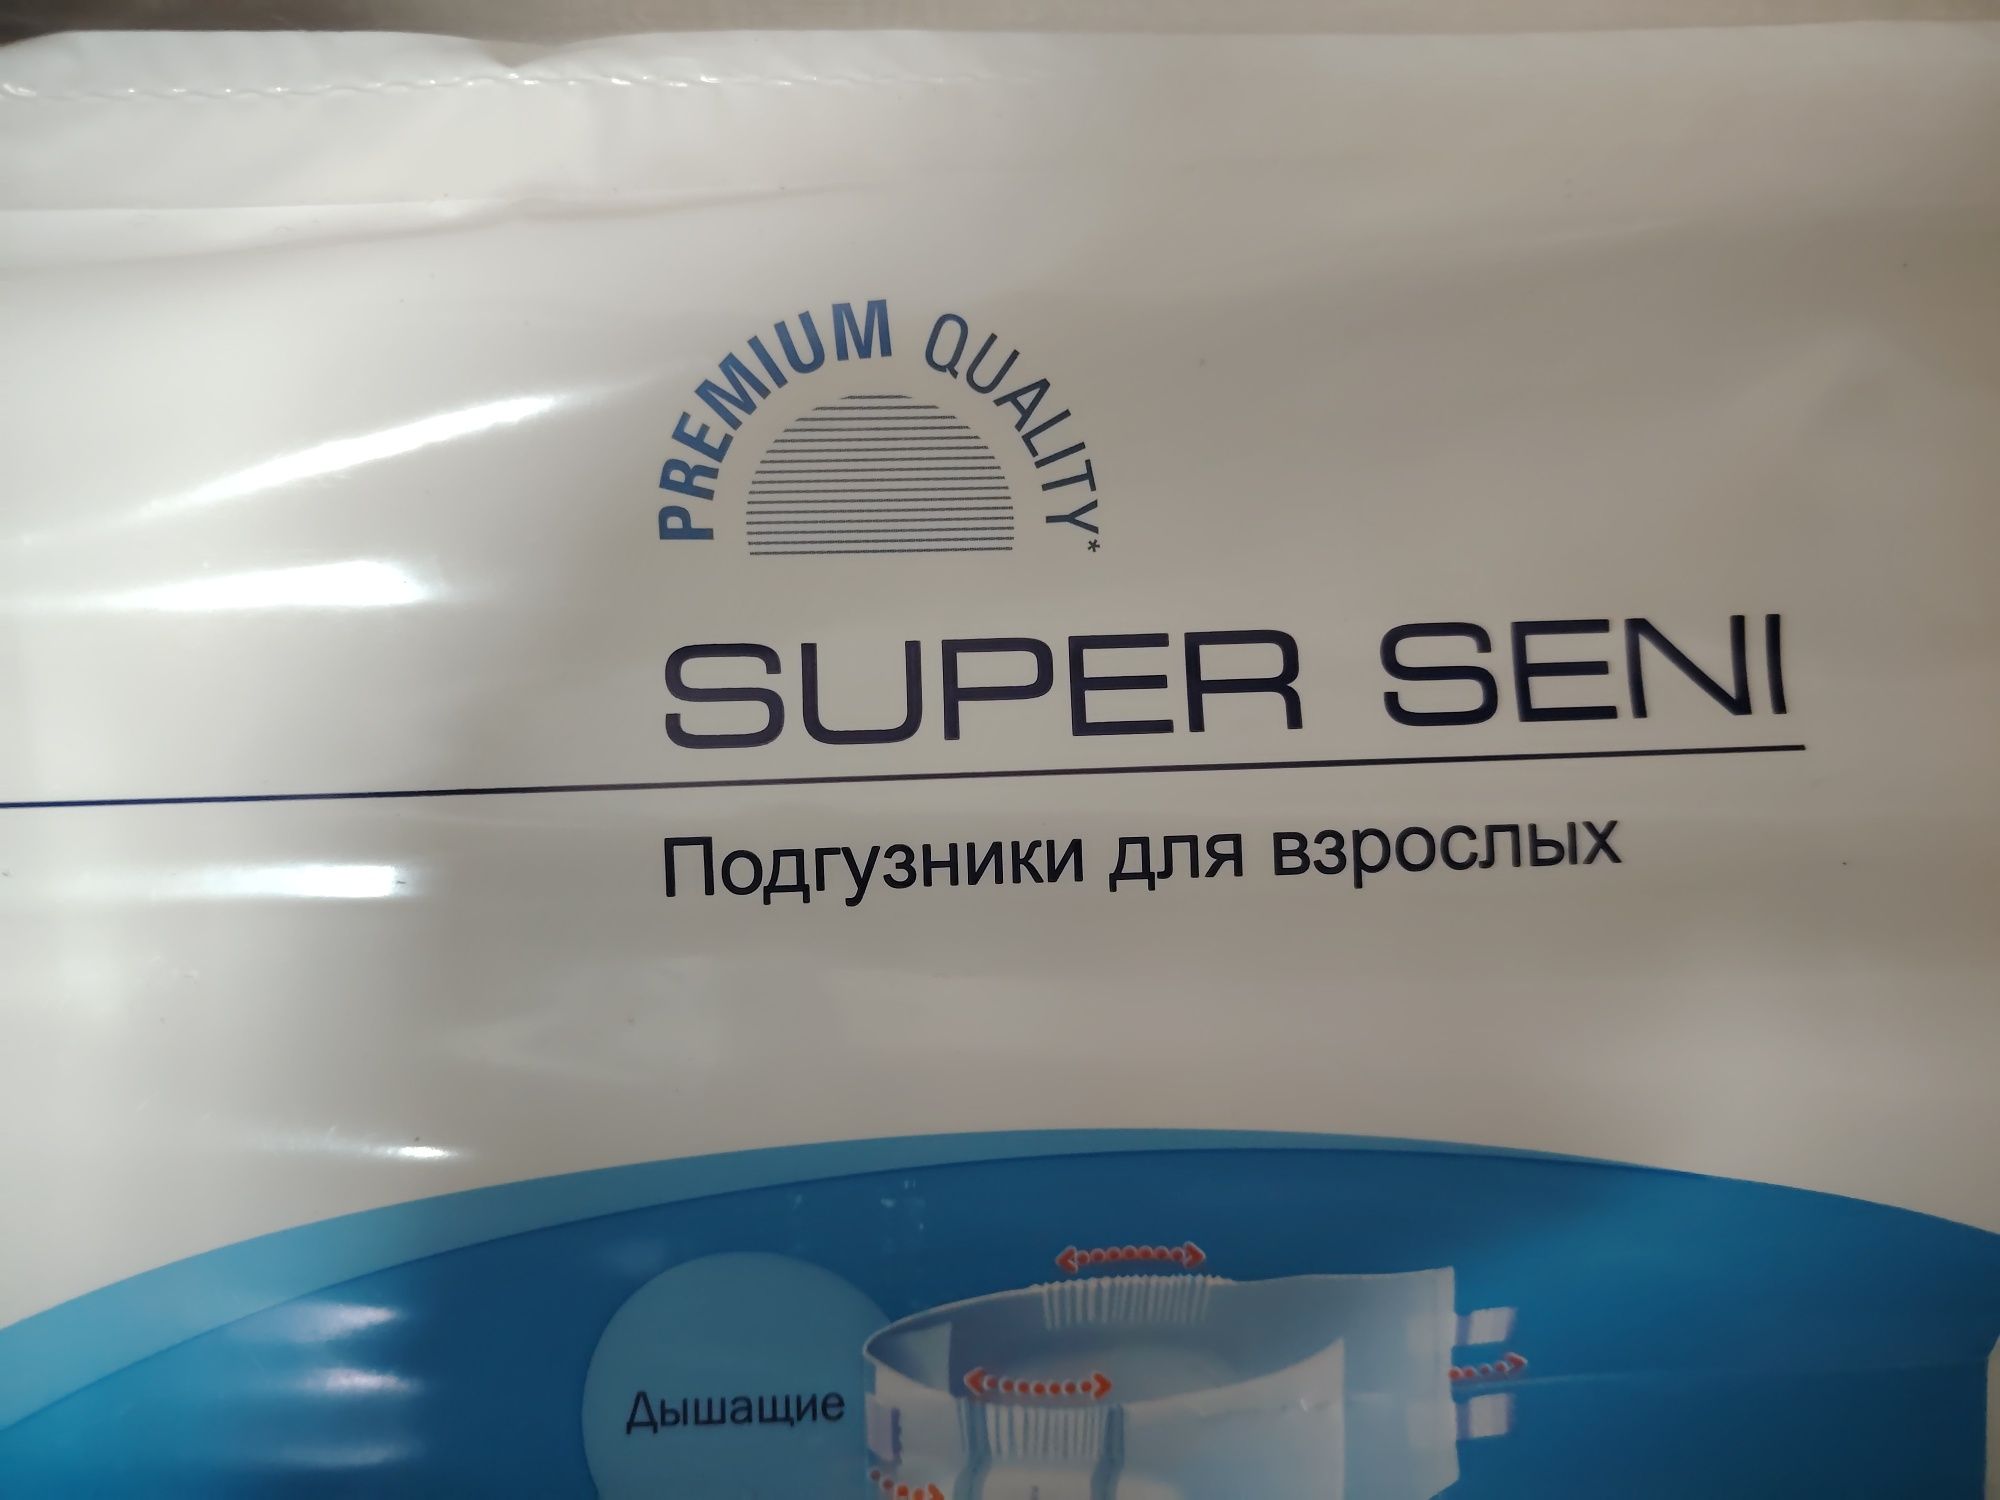 PREMIUM QUALITY*
SUPER SENI
Подгузники для взрослых
Дышащие